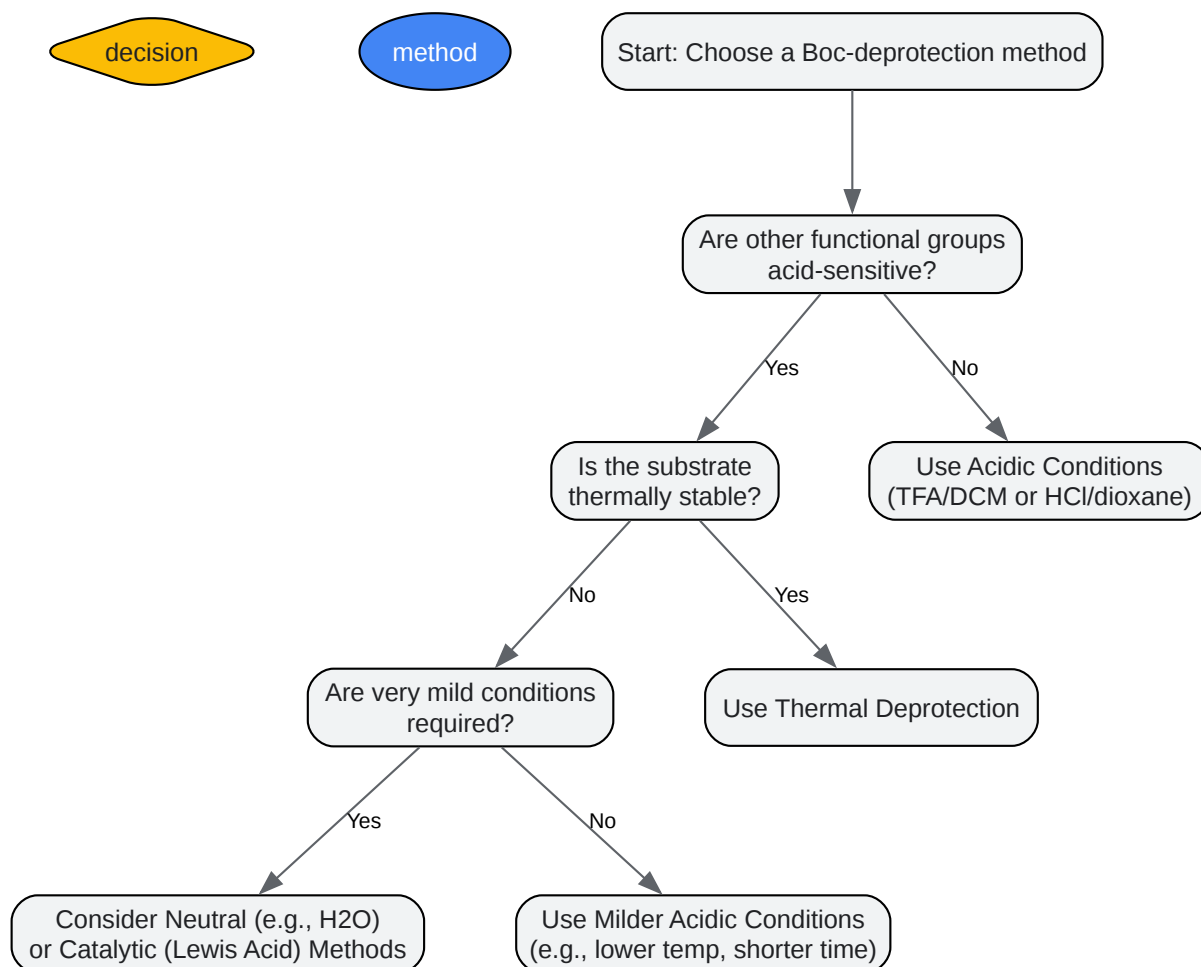 decision
method
Start: Choose a Boc-deprotection method
Are other functional groups
acid-sensitive?
Yes
No
Is the substrate
thermally stable?
Use Acidic Conditions
(TFA/DCM or HCl/dioxane)
No
Yes
Are very mild conditions
required?
Use Thermal Deprotection
Yes
No
Consider Neutral (e.g., H2O)
or Catalytic (Lewis Acid) Methods
Use Milder Acidic Conditions
(e.g., lower temp, shorter time)